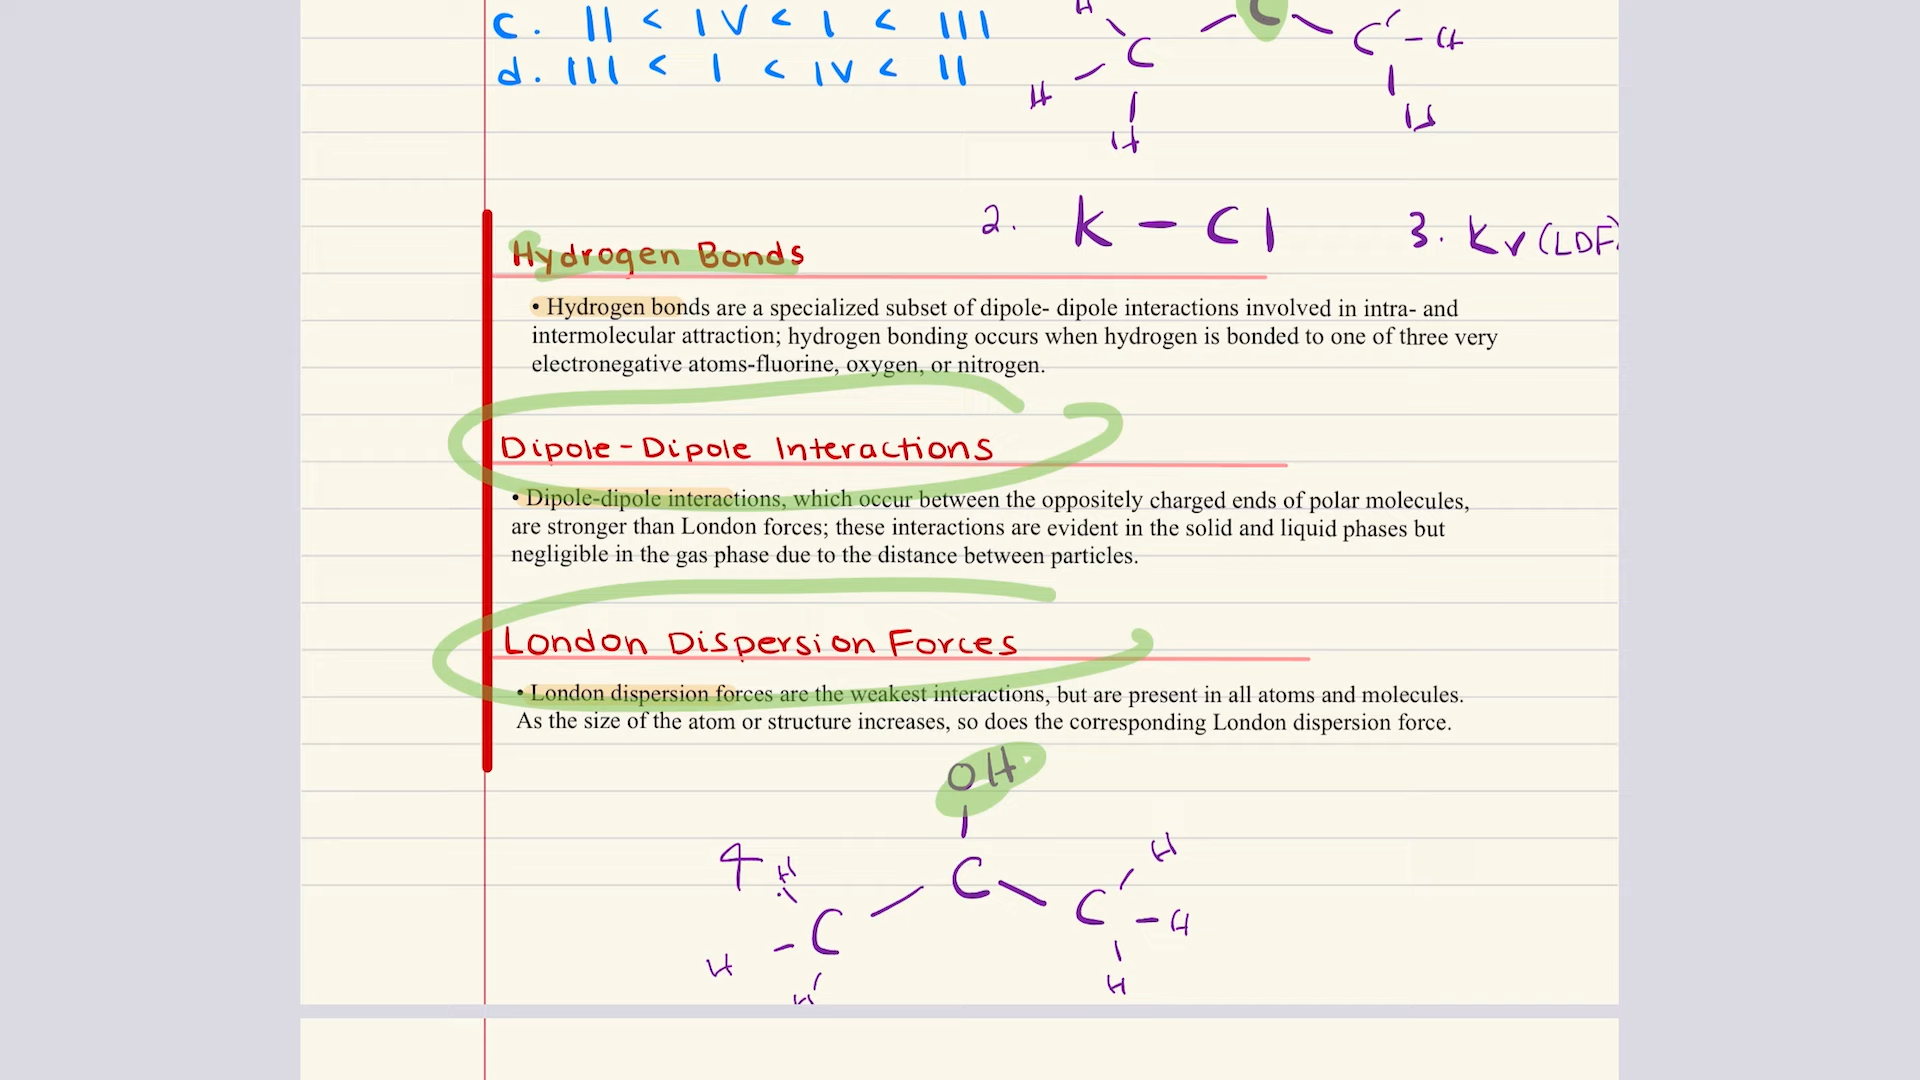 c. II < IV < I < III
d. III < I < IV < II
H
C
C
C - H
H
H
H
2. K - Cl
3. Kr (LDF)
Hydrogen Bonds
• Hydrogen bonds are a specialized subset of dipole- dipole interactions involved in intra- and
intermolecular attraction; hydrogen bonding occurs when hydrogen is bonded to one of three very
electronegative atoms-fluorine, oxygen, or nitrogen.
Dipole-Dipole Interactions
• Dipole-dipole interactions, which occur between the oppositely charged ends of polar molecules,
are stronger than London forces; these interactions are evident in the solid and liquid phases but
negligible in the gas phase due to the distance between particles.
London Dispersion Forces
• London dispersion forces are the weakest interactions, but are present in all atoms and molecules.
As the size of the atom or structure increases, so does the corresponding London dispersion force.
OH
4
H
C
H
C
C - H
H
H
H